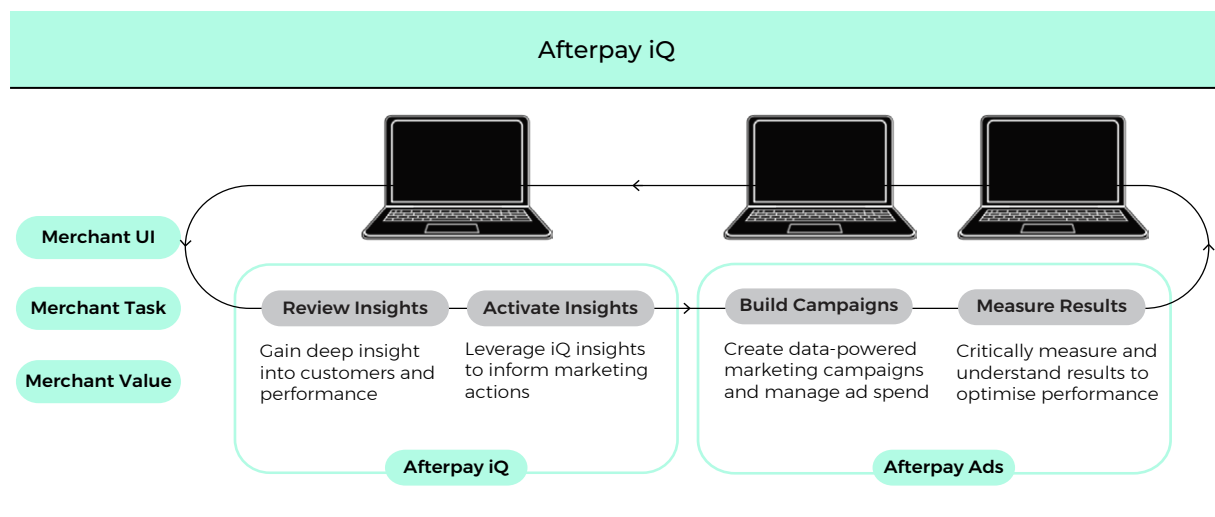 Afterpay iQ
Merchant UI
Merchant Task
Review Insights
Activate Insights
Build Campaigns
Measure Results
Merchant Value
Gain deep insight
into customers and
performance
Leverage iQ insights
to inform marketing
actions
Create data-powered
marketing campaigns
and manage ad spend
Critically measure and
understand results to
optimise performance
Afterpay iQ
Afterpay Ads